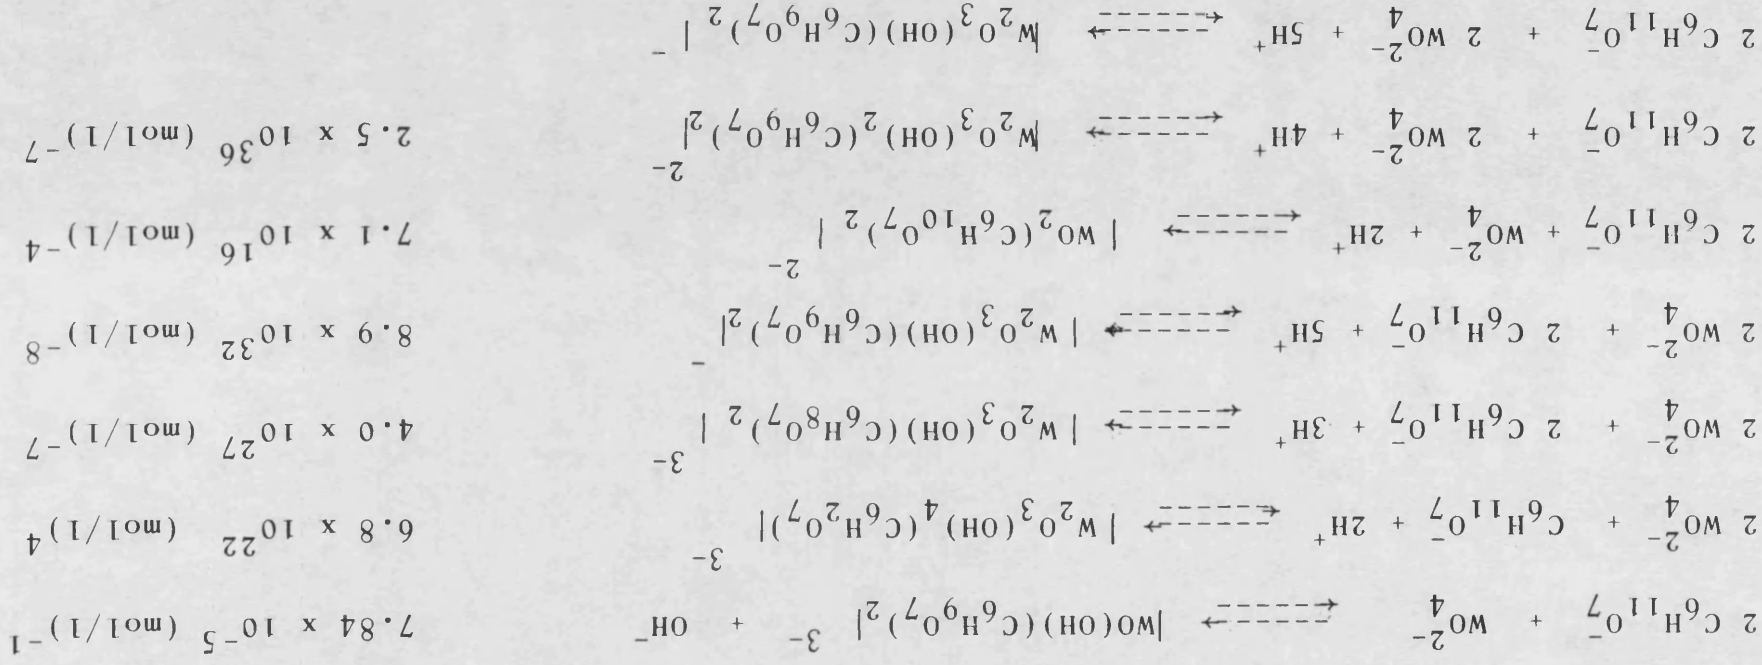 2 C₆H₁₁O₇⁻ + WO₄²⁻ ⇄ |WO(OH)(C₆H₉O₇)₂|³⁻ + OH⁻ 7.84 x 10⁻⁵ (mol/l)⁻¹
2 WO₄²⁻ + C₆H₁₁O₇⁻ + 2H⁺ ⇄ |W₂O₃(OH)₄(C₆H₂O₇)|³⁻ 6.8 x 10²² (mol/l)⁴
2 WO₄²⁻ + 2 C₆H₁₁O₇⁻ + 3H⁺ ⇄ |W₂O₃(OH)(C₆H₈O₇)₂|³⁻ 4.0 x 10²⁷ (mol/l)⁻⁷
2 WO₄²⁻ + 2 C₆H₁₁O₇⁻ + 5H⁺ ⇄ |W₂O₃(OH)(C₆H₉O₇)₂|⁻ 8.9 x 10³² (mol/l)⁻⁸
2 C₆H₁₁O₇⁻ + WO₄²⁻ + 2H⁺ ⇄ |WO₂(C₆H₁₀O₇)₂|²⁻ 7.1 x 10¹⁶ (mol/l)⁻⁴
2 C₆H₁₁O₇⁻ + 2 WO₄²⁻ + 4H⁺ ⇄ |W₂O₃(OH)₂(C₆H₉O₇)₂|²⁻ 2.5 x 10³⁶ (mol/l)⁻⁷
2 C₆H₁₁O₇⁻ + 2 WO₄²⁻ + 5H⁺ ⇄ |W₂O₃(OH)(C₆H₉O₇)₂|⁻